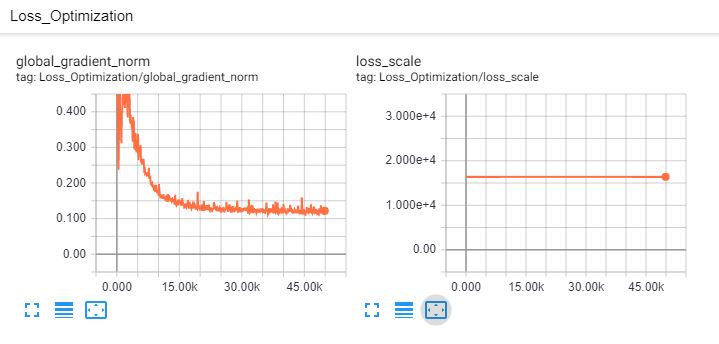 Loss_Optimization
global_gradient_norm
tag: Loss_Optimization/global_gradient_norm
0.400
0.300
0.200
0.100
0.00
0.000 15.00k 30.00k 45.00k
loss_scale
tag: Loss_Optimization/loss_scale
3.000e+4
2.000e+4
1.000e+4
0.00
0.000 15.00k 30.00k 45.00k